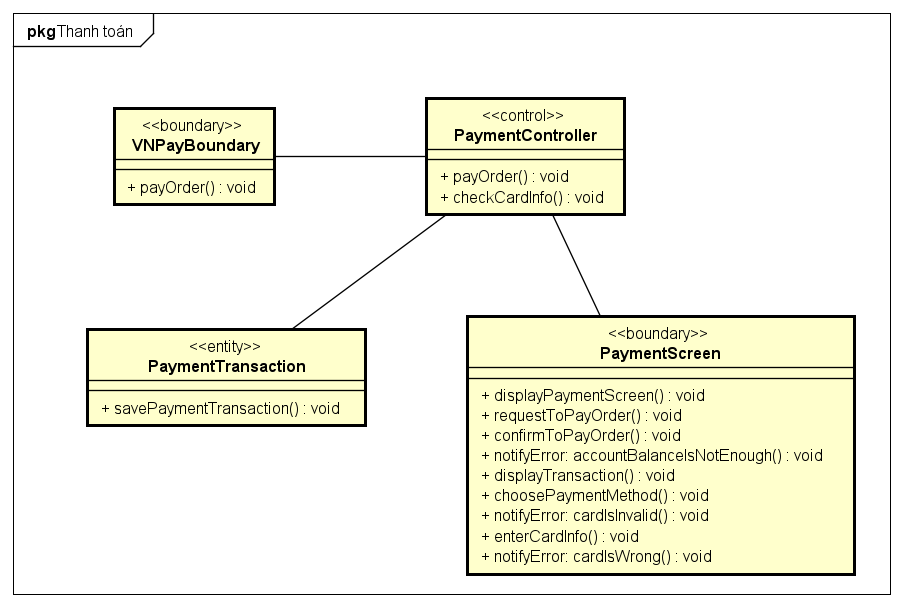 pkg Thanh toán
<<boundary>>
VNPayBoundary
+ payOrder() : void
<<control>>
PaymentController
+ payOrder() : void
+ checkCardInfo() : void
<<entity>>
PaymentTransaction
+ savePaymentTransaction() : void
<<boundary>>
PaymentScreen
+ displayPaymentScreen() : void
+ requestToPayOrder() : void
+ confirmToPayOrder() : void
+ notifyError: accountBalanceIsNotEnough() : void
+ displayTransaction() : void
+ choosePaymentMethod() : void
+ notifyError: cardIsInvalid() : void
+ enterCardInfo() : void
+ notifyError: cardIsWrong() : void